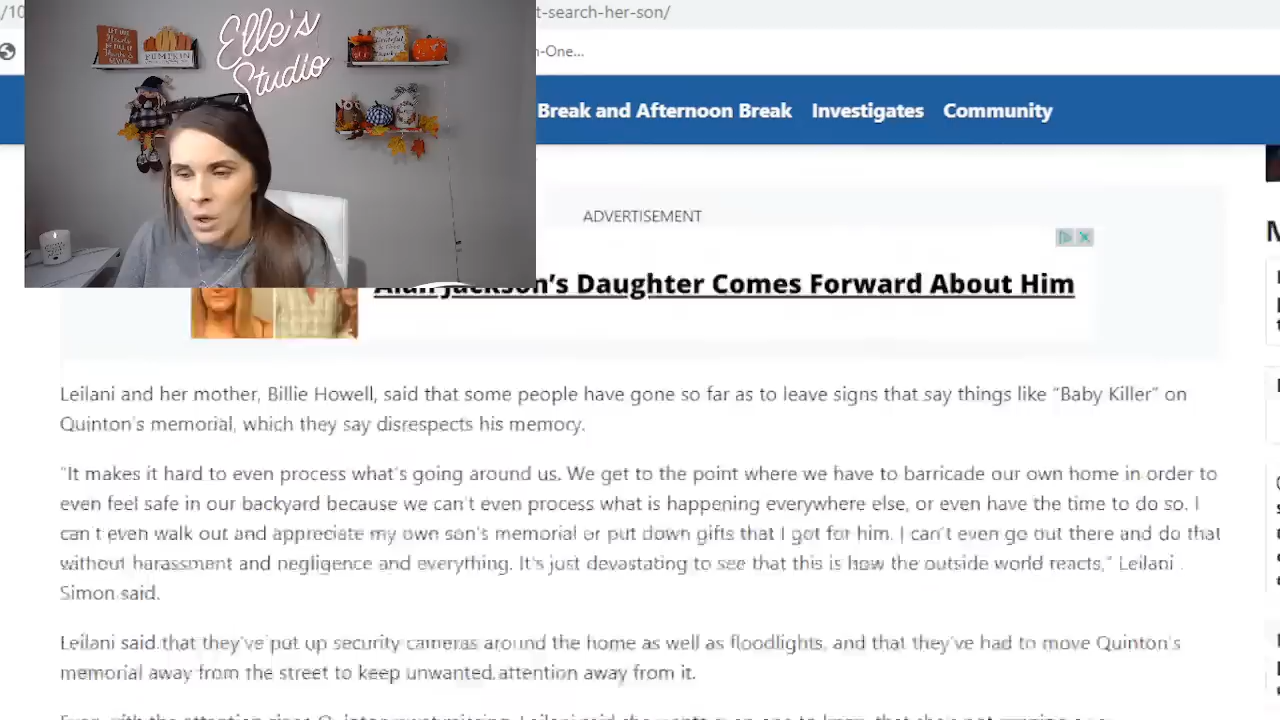 /10
t-search-her-son/
n-One...
Elle's
Studio
PUMPKIN
Break and Afternoon Break Investigates Community
ADVERTISEMENT
Alan Jackson's Daughter Comes Forward About Him
Leilani and her mother, Billie Howell, said that some people have gone so far as to leave signs that say things like “Baby Killer” on
Quinton's memorial, which they say disrespects his memory.
“It makes it hard to even process what's going around us. We get to the point where we have to barricade our own home in order to
even feel safe in our backyard because we can't even process what is happening everywhere else, or even have the time to do so. I
can't even walk out and appreciate my own son's memorial or put down gifts that I got for him. I can't even go out there and do that
without harassment and negligence and everything. It's just devastating to see that this is how the outside world reacts,” Leilani
Simon said.
Leilani said that they've put up security cameras around the home as well as floodlights, and that they've had to move Quinton's
memorial away from the street to keep unwanted attention away from it.